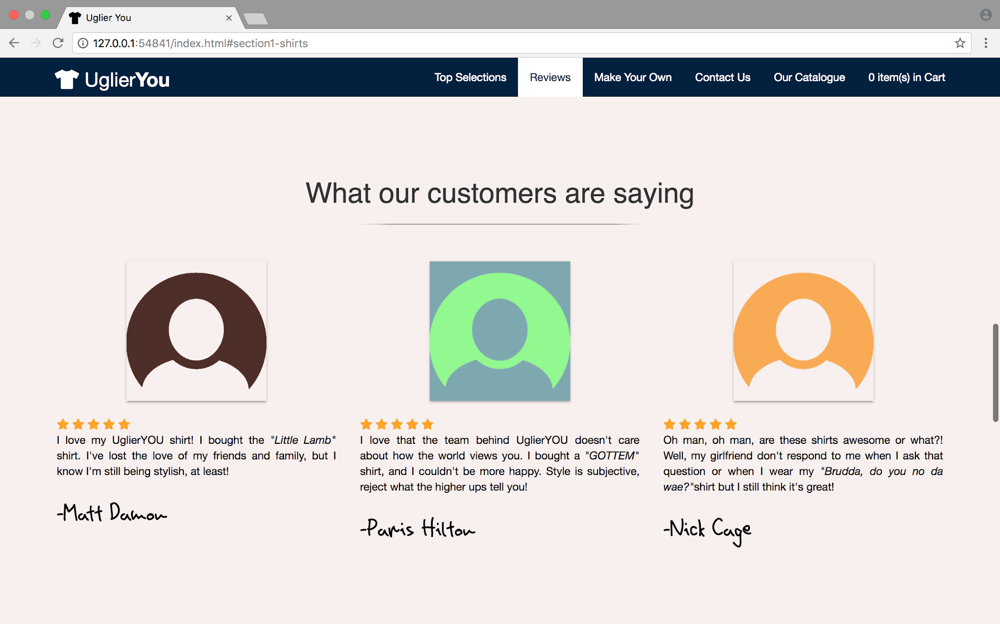 Uglier You
127.0.0.1:54841/index.html#section1-shirts
UglierYou
Top Selections
Reviews
Make Your Own
Contact Us
Our Catalogue
0 item(s) in Cart
What our customers are saying
I love my UglierYOU shirt! I bought the "Little Lamb"
shirt. I've lost the love of my friends and family, but I
know I'm still being stylish, at least!
-Matt Damon
I love that the team behind UglierYOU doesn't care
about how the world views you. I bought a "GOTTEM"
shirt, and I couldn't be more happy. Style is subjective,
reject what the higher ups tell you!
-Paris Hilton
Oh man, oh man, are these shirts awesome or what?!
Well, my girlfriend don't respond to me when I ask that
question or when I wear my "Brudda, do you no da
wae?"shirt but I still think it's great!
-Nick Cage